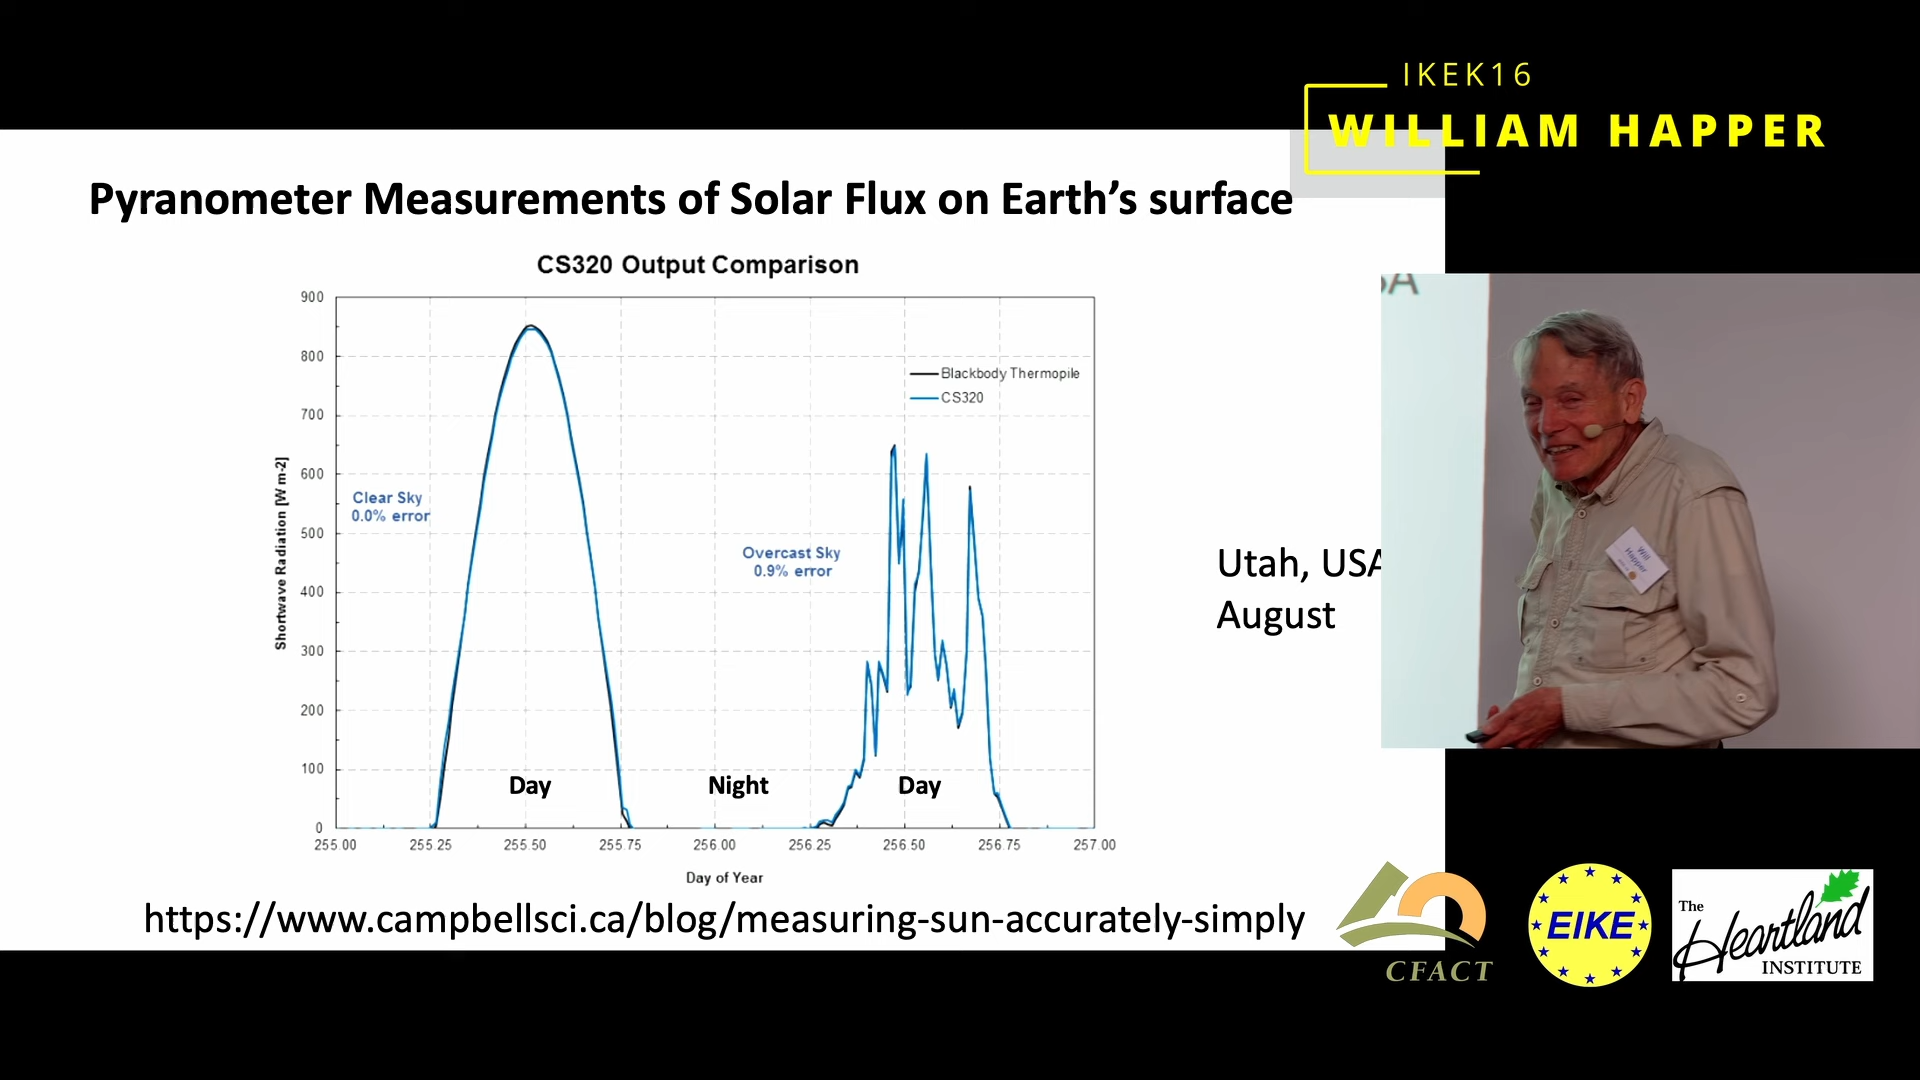 IKEK16
WILLIAM HAPPER
Pyranometer Measurements of Solar Flux on Earth’s surface
CS320 Output Comparison
900
800
700
600
500
400
300
200
100
0
Shortwave Radiation [W m-2]
Blackbody Thermopile
CS320
Clear Sky
0.0% error
Overcast Sky
0.9% error
Day
Night
Day
255.00
255.25
255.50
255.75
256.00
256.25
256.50
256.75
257.00
Day of Year
Utah, USA
August
SA
Will
Happer
https://www.campbellsci.ca/blog/measuring-sun-accurately-simply
CFACT
EIKE
The
Heartland
INSTITUTE